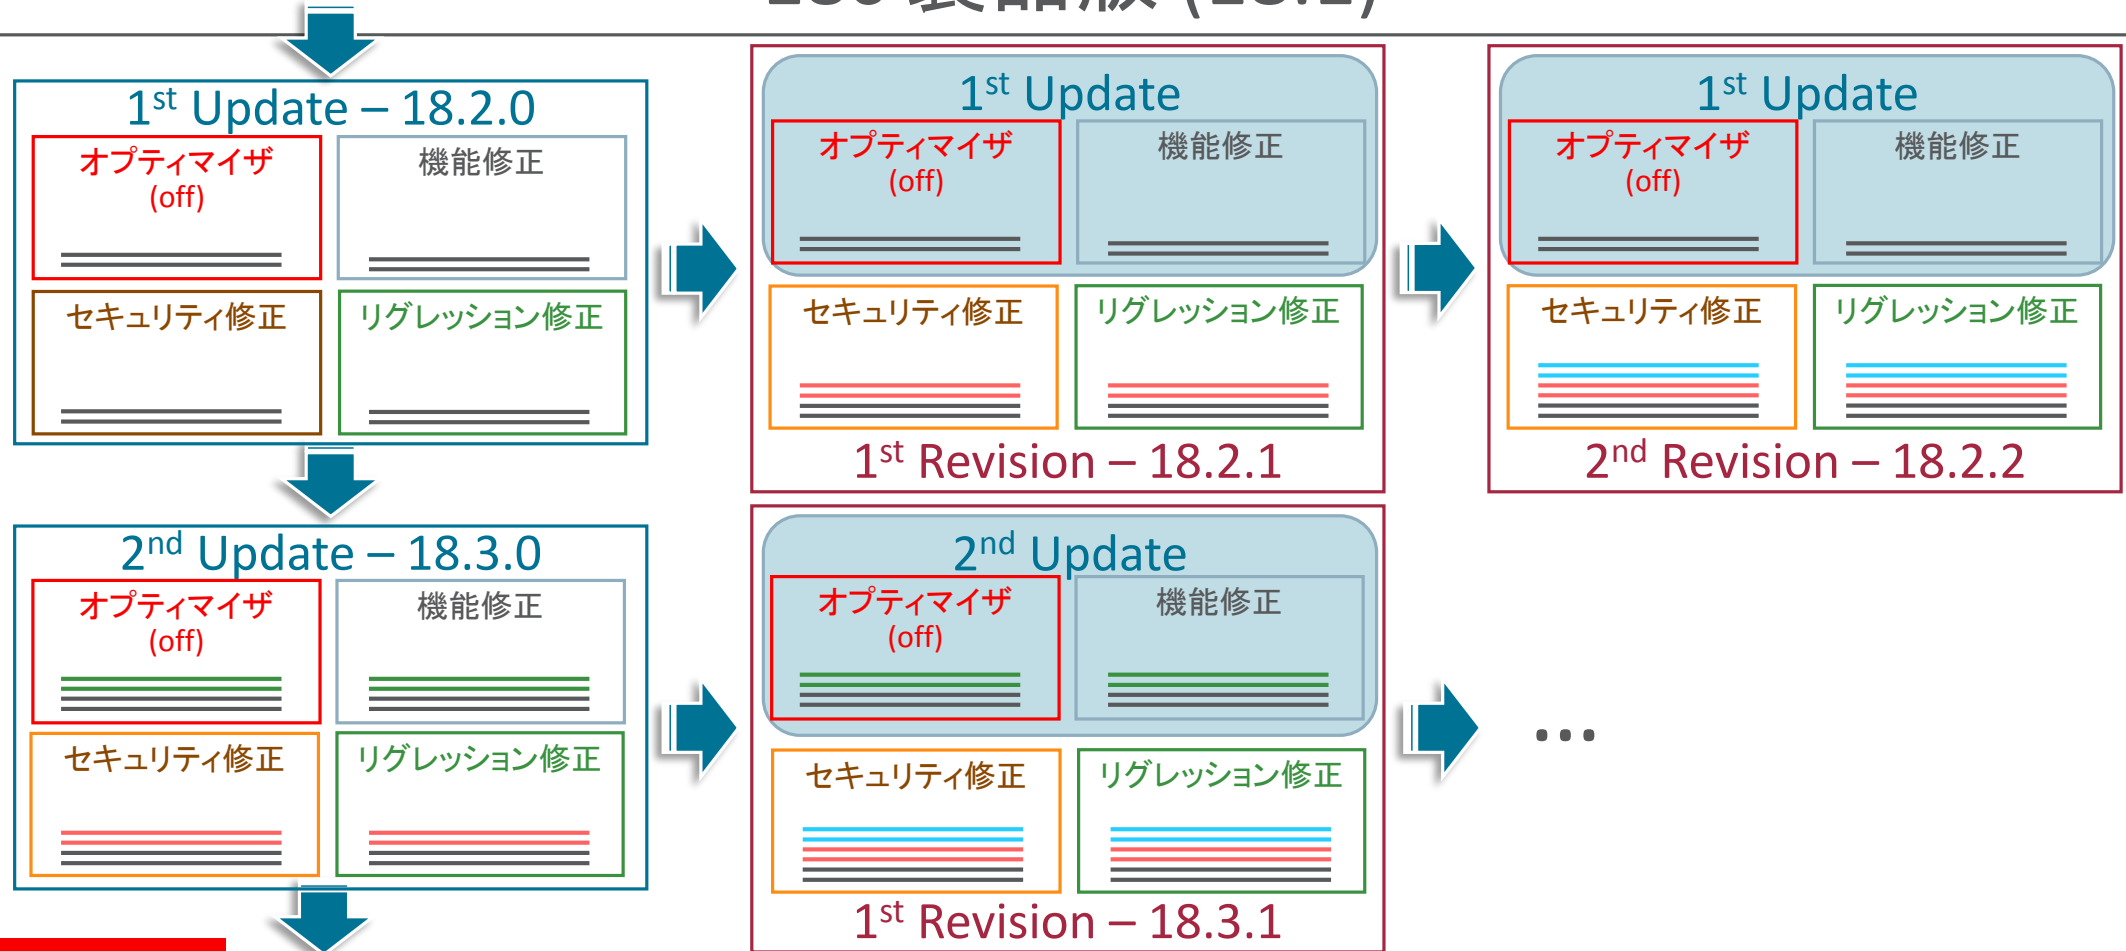 18c 製品版 (18.1)
1st Update – 18.2.0
オプティマイザ
(off)
機能修正
セキュリティ修正
リグレッション修正
1st Update
オプティマイザ
(off)
機能修正
セキュリティ修正
リグレッション修正
1st Revision – 18.2.1
1st Update
オプティマイザ
(off)
機能修正
セキュリティ修正
リグレッション修正
2nd Revision – 18.2.2
2nd Update – 18.3.0
オプティマイザ
(off)
機能修正
セキュリティ修正
リグレッション修正
2nd Update
オプティマイザ
(off)
機能修正
セキュリティ修正
リグレッション修正
1st Revision – 18.3.1
...